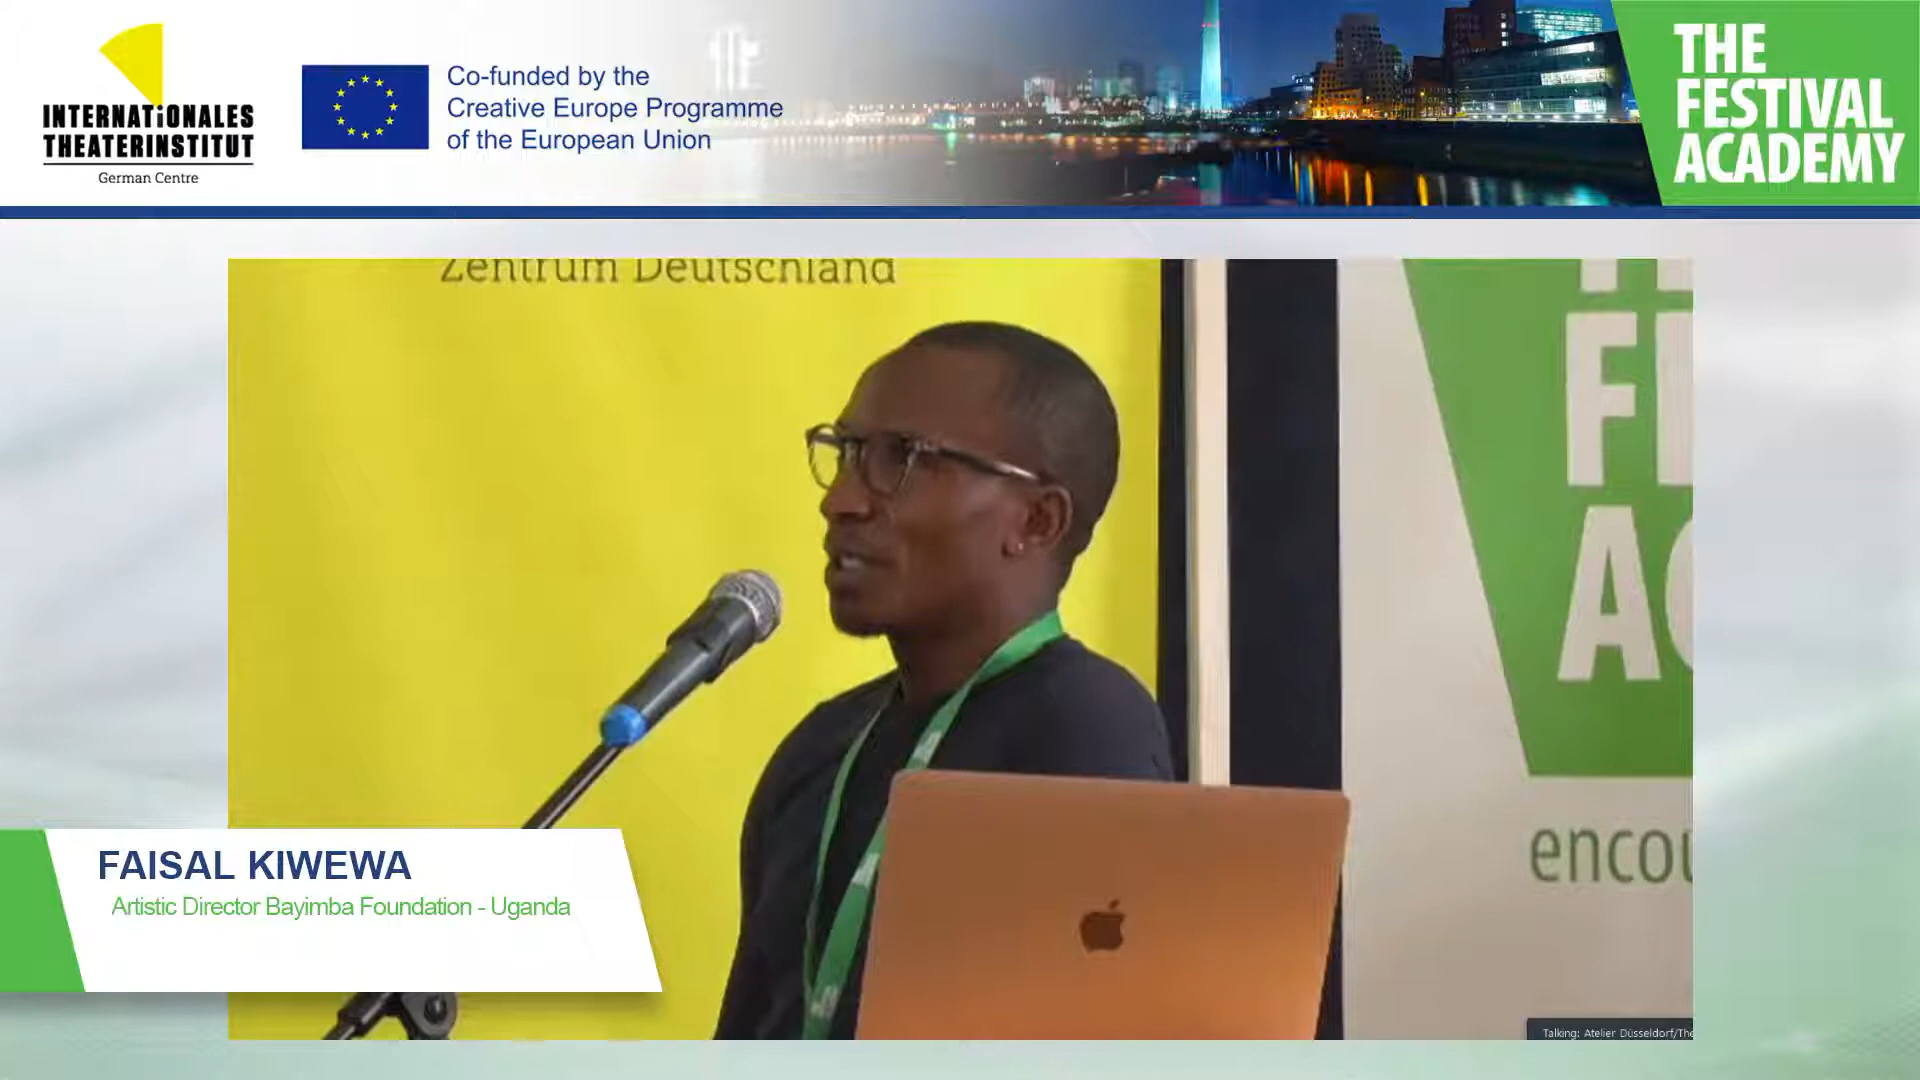 INTERNATiONALES
THEATERINSTITUT
German Centre
Co-funded by the
Creative Europe Programme
of the European Union
THE
FESTIVAL
ACADEMY
Zentrum Deutschland
FAISAL KIWEWA
Artistic Director Bayimba Foundation - Uganda
Talking: Atelier Düsseldorf/The